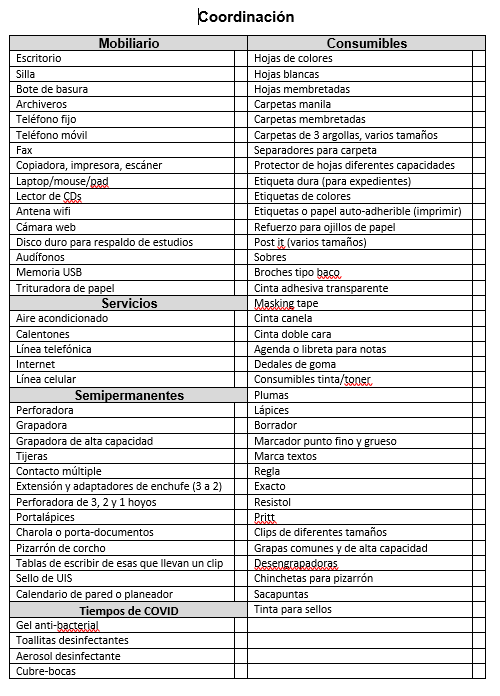 Coordinación
Mobiliario
Escritorio
Silla
Bote de basura
Archiveros
Teléfono fijo
Teléfono móvil
Fax
Copiadora, impresora, escáner
Laptop/mouse/pad
Lector de CDs
Antena wifi
Cámara web
Disco duro para respaldo de estudios
Audífonos
Memoria USB
Trituradora de papel
Servicios
Aire acondicionado
Calentones
Línea telefónica
Internet
Línea celular
Semipermanentes
Perforadora
Grapadora
Grapadora de alta capacidad
Tijeras
Contacto múltiple
Extensión y adaptadores de enchufe (3 a 2)
Perforadora de 3, 2 y 1 hoyos
Portalápices
Charola o porta-documentos
Pizarrón de corcho
Tablas de escribir de esas que llevan un clip
Sello de UIS
Calendario de pared o planeador
Tiempos de COVID
Gel anti-bacterial
Toallitas desinfectantes
Aerosol desinfectante
Cubre-bocas
Consumibles
Hojas de colores
Hojas blancas
Hojas membretadas
Carpetas manila
Carpetas membretadas
Carpetas de 3 argollas, varios tamaños
Separadores para carpeta
Protector de hojas diferentes capacidades
Etiqueta dura (para expedientes)
Etiquetas de colores
Etiquetas o papel auto-adherible (imprimir)
Refuerzo para ojillos de papel
Post it (varios tamaños)
Sobres
Broches tipo baco
Cinta adhesiva transparente
Masking tape
Cinta canela
Cinta doble cara
Agenda o libreta para notas
Dedales de goma
Consumibles tinta/toner
Plumas
Lápices
Borrador
Marcador punto fino y grueso
Marca textos
Regla
Exacto
Resistol
Pritt
Clips de diferentes tamaños
Grapas comunes y de alta capacidad
Desengrapadoras
Chinchetas para pizarrón
Sacapuntas
Tinta para sellos